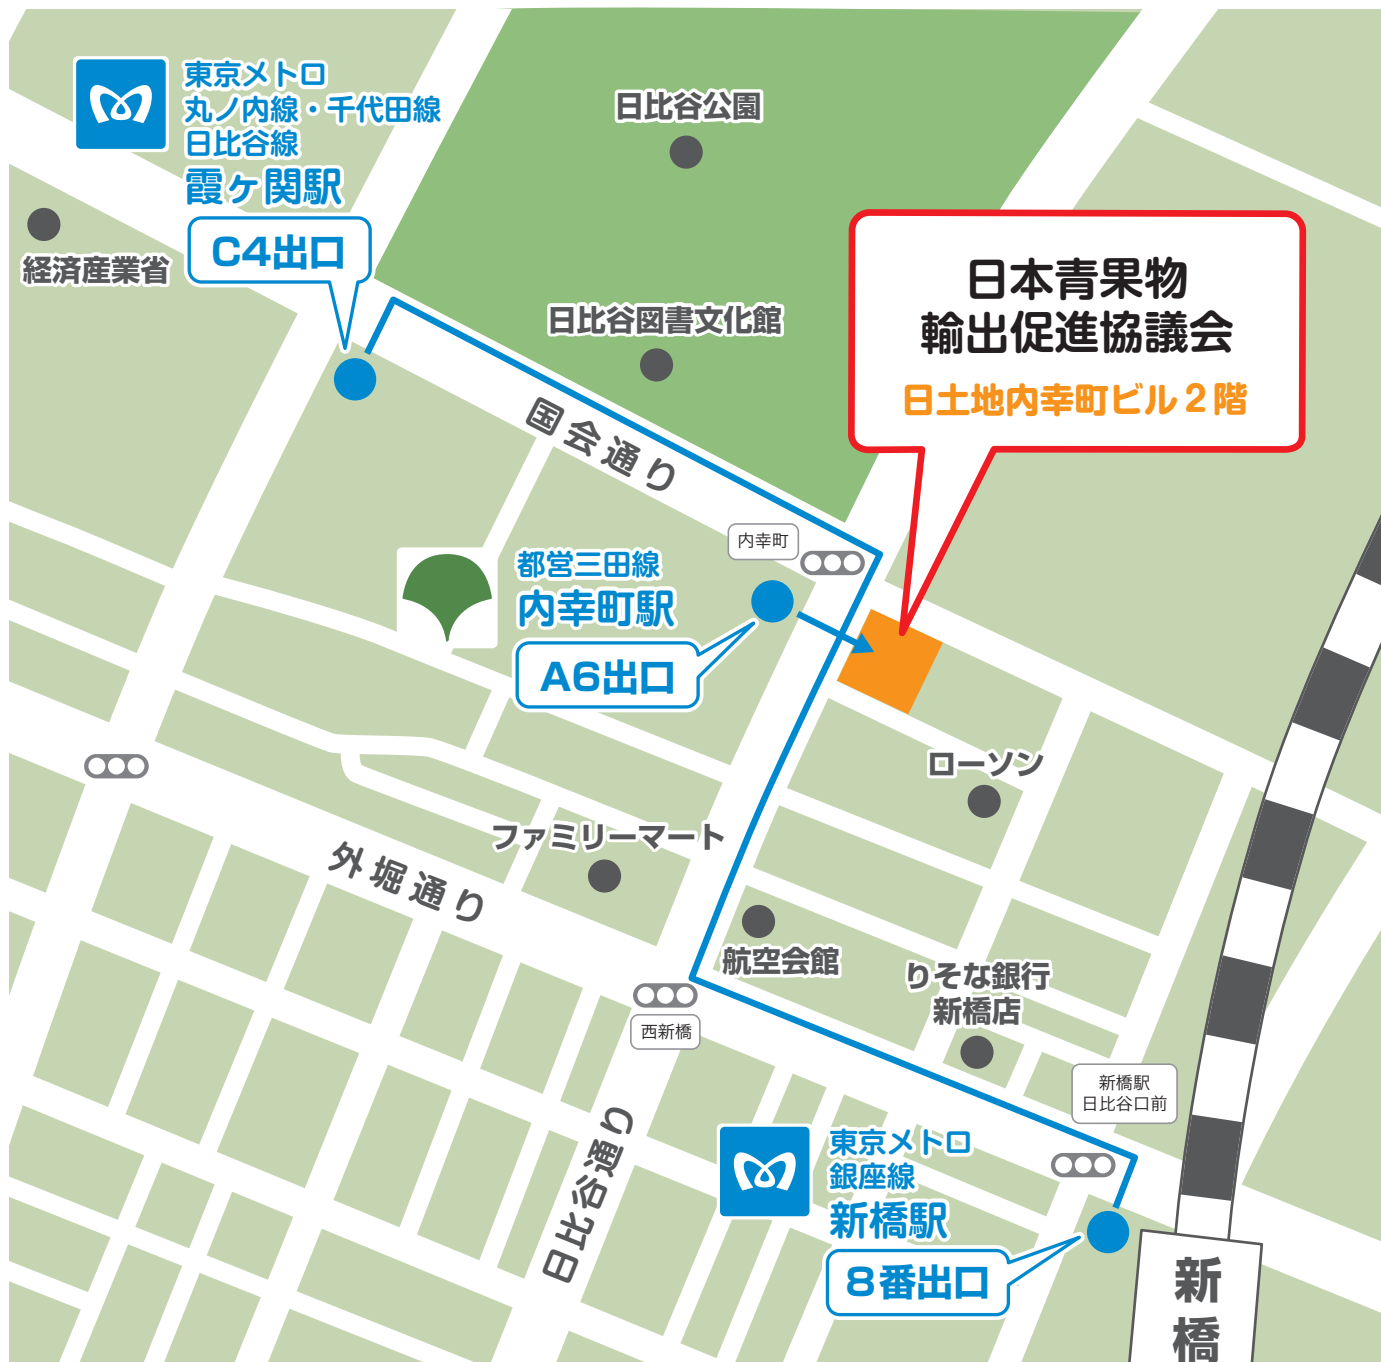 東京メトロ
丸ノ内線・千代田線
日比谷線
霞ヶ関駅
C4出口
経済産業省
日比谷公園
日比谷図書文化館
日本青果物
輸出促進協議会
日土地内幸町ビル2階
国会通り
内幸町
都営三田線
内幸町駅
A6出口
ローソン
ファミリーマート
外堀通り
航空会館
りそな銀行
新橋店
西新橋
新橋駅
日比谷口前
日比谷通り
東京メトロ
銀座線
新橋駅
8番出口
新橋